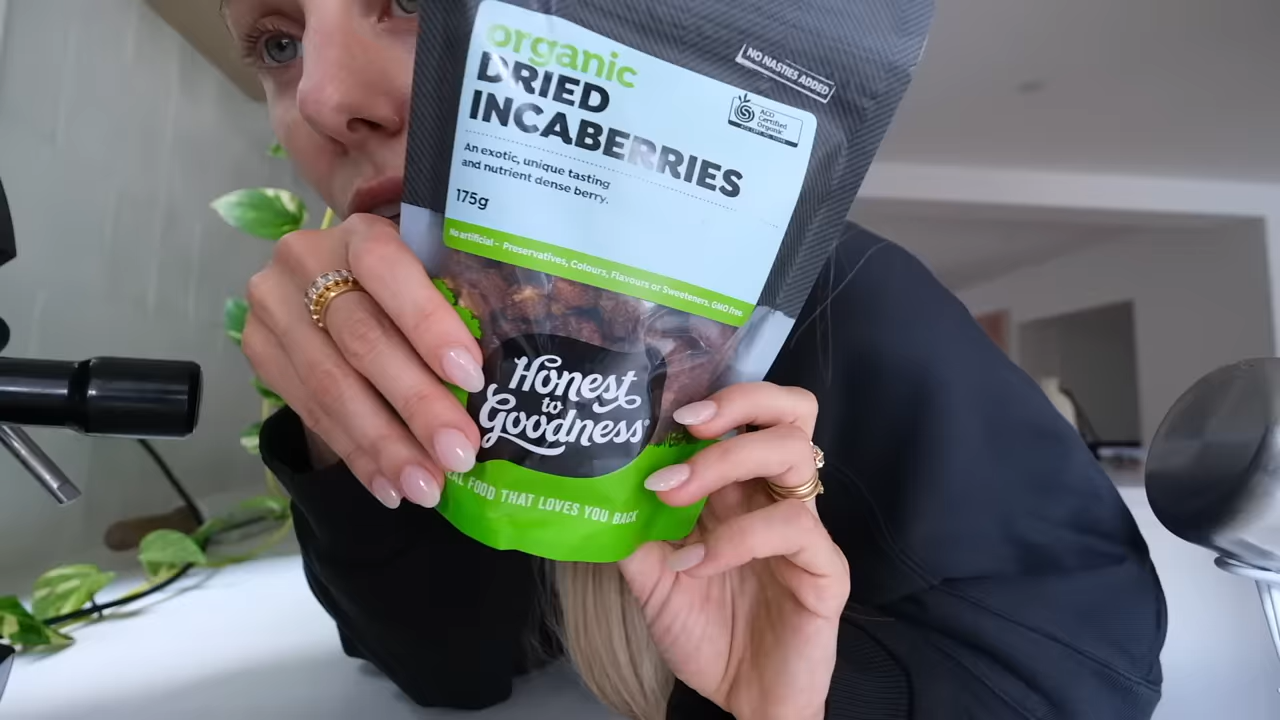 organic
DRIED
INCABERRIES
NO NASTIES ADDED
ACO
Certified
Organic
An exotic, unique tasting
and nutrient dense berry.
175g
No artificial - Preservatives, Colours, Flavours or Sweeteners. GMO free.
Honest
to
Goodness
FOOD THAT LOVES YOU BACK